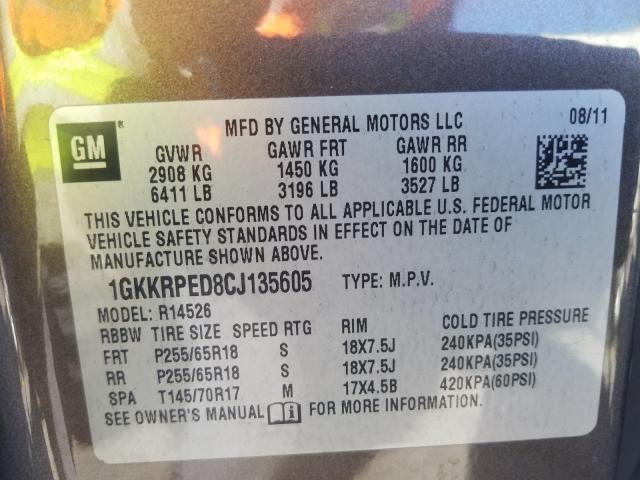 MFD BY GENERAL MOTORS LLC 08/11
GM
GVWR GAWR FRT GAWR RR
2908 KG 1450 KG 1600 KG
6411 LB 3196 LB 3527 LB
THIS VEHICLE CONFORMS TO ALL APPLICABLE U.S. FEDERAL MOTOR
VEHICLE SAFETY STANDARDS IN EFFECT ON THE DATE OF
MANUFACTURE SHOWN ABOVE.
1GKKRPED8CJ135605 TYPE: M.P.V.
MODEL: R14526
RBBW TIRE SIZE SPEED RTG RIM COLD TIRE PRESSURE
FRT P255/65R18 S 18X7.5J 240KPA(35PSI)
RR P255/65R18 S 18X7.5J 240KPA(35PSI)
SPA T145/70R17 M 17X4.5B 420KPA(60PSI)
SEE OWNER'S MANUAL i FOR MORE INFORMATION.